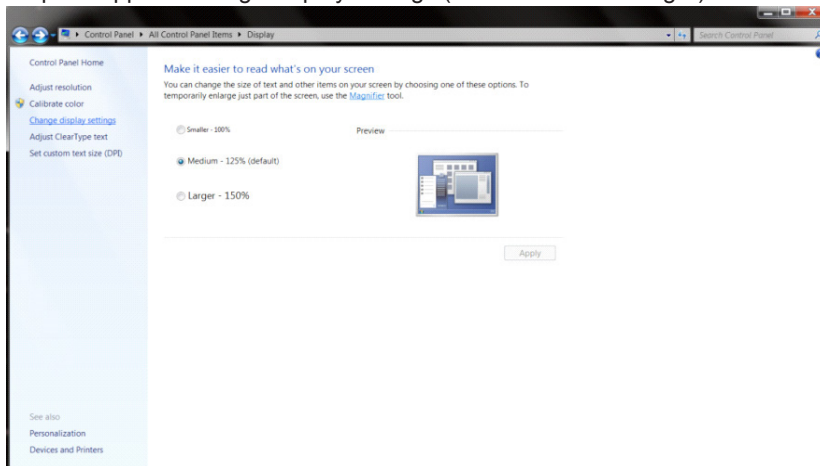 Control Panel ▸ All Control Panel Items ▸ Display
Search Control Panel
Control Panel Home
Adjust resolution
Calibrate color
Change display settings
Adjust ClearType text
Set custom text size (DPI)
See also
Personalization
Devices and Printers
Make it easier to read what's on your screen
You can change the size of text and other items on your screen by choosing one of these options. To
temporarily enlarge just part of the screen, use the Magnifier tool.
Smaller - 100%
Preview
Medium - 125% (default)
Larger - 150%
Apply